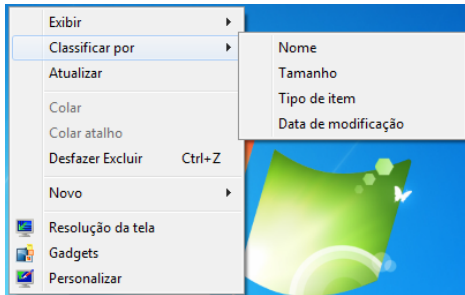 Exibir
Classificar por
Atualizar
Colar
Colar atalho
Desfazer Excluir Ctrl+Z
Novo
Resolução da tela
Gadgets
Personalizar
Nome
Tamanho
Tipo de item
Data de modificação